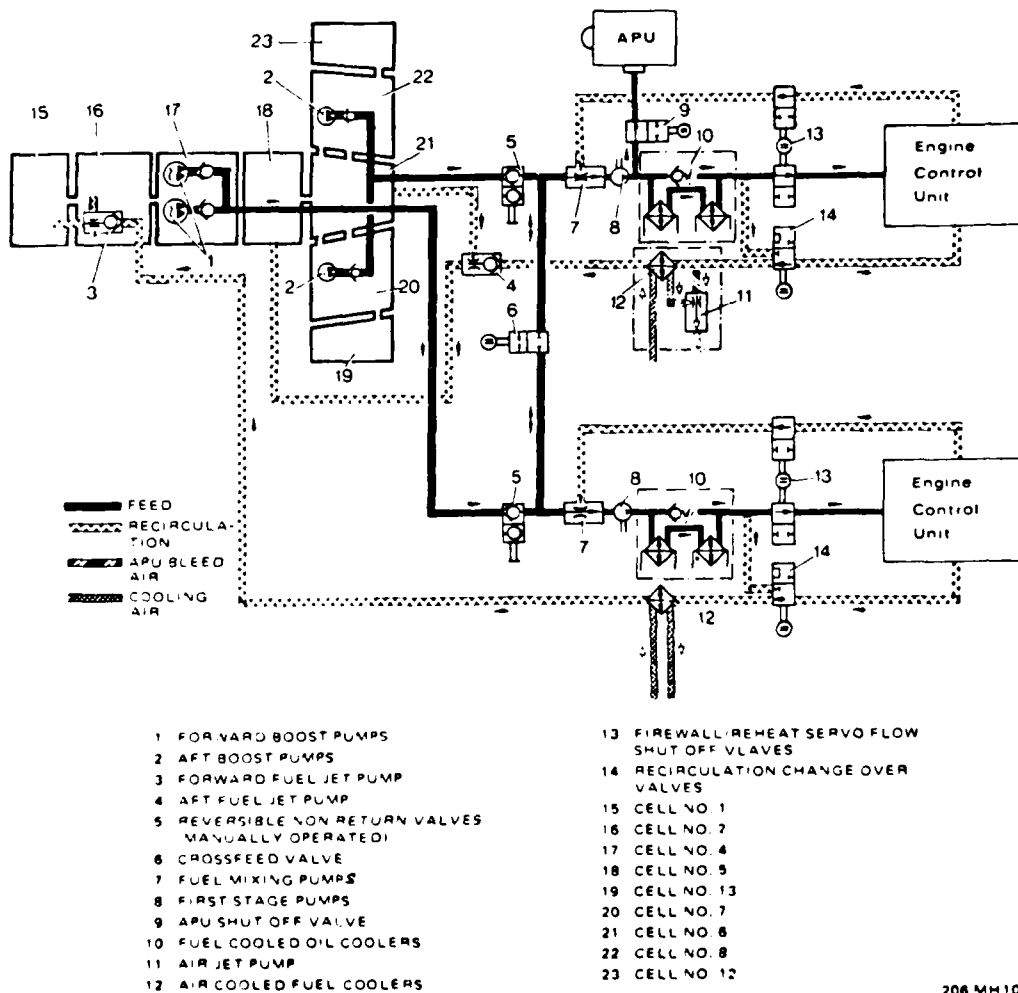 23
APU
2
22
9
15
16
17
18
13
21
5
10
Engine
Control
Unit
7
8
14
1
4
3
2
20
12
11
6
19
13
5
8
10
Engine
Control
Unit
7
14
FEED
RECIRCULA-
TION
APU BLEED
AIR
COOLING
AIR
12
1 FORWARD BOOST PUMPS
2 AFT BOOST PUMPS
3 FORWARD FUEL JET PUMP
4 AFT FUEL JET PUMP
5 REVERSIBLE NON RETURN VALVES
MANUALLY OPERATED)
6 CROSSFEED VALVE
7 FUEL MIXING PUMPS
8 FIRST STAGE PUMPS
9 APU SHUT OFF VALVE
10 FUEL COOLED OIL COOLERS
11 AIR JET PUMP
12 AIR COOLED FUEL COOLERS
13 FIREWALL/REHEAT SERVO FLOW
SHUT OFF VLAVES
14 RECIRCULATION CHANGE OVER
VALVES
15 CELL NO. 1
16 CELL NO. 2
17 CELL NO. 4
18 CELL NO. 5
19 CELL NO. 13
20 CELL NO. 7
21 CELL NO. 6
22 CELL NO. 8
23 CELL NO. 12
206 MH10